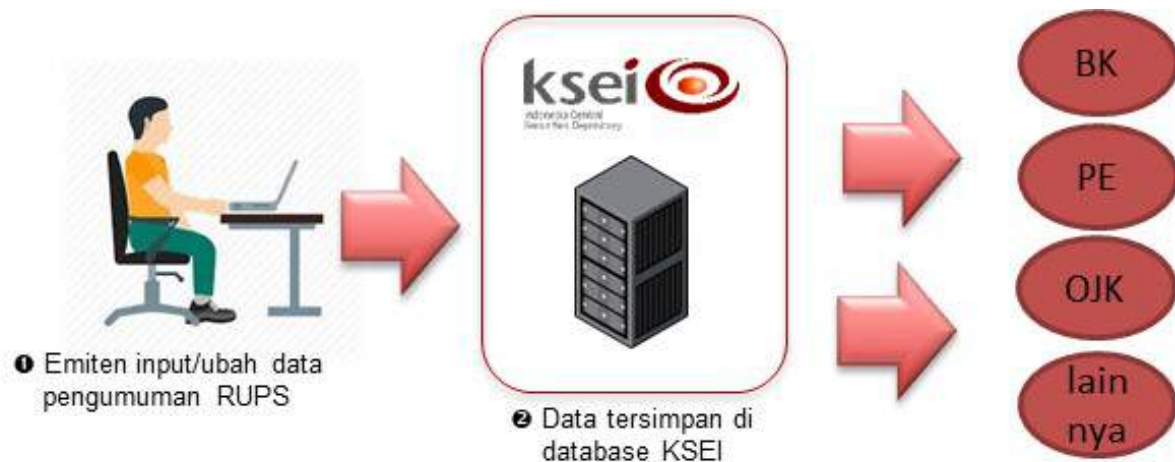 ❶ Emiten input/ubah data
pengumuman RUPS
ksei
Indonesia Central
Securities Depository
❷ Data tersimpan di
database KSEI
BK
PE
OJK
lain
nya